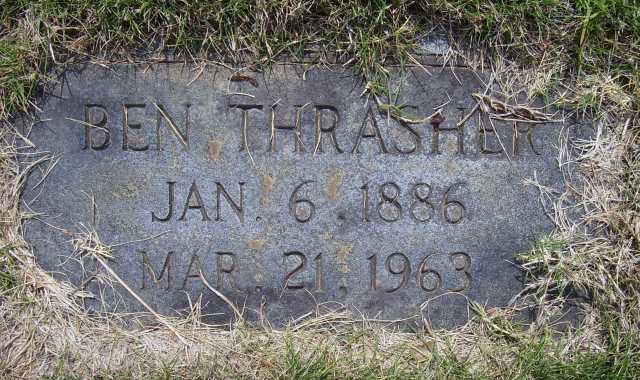 BEN THRASHER
JAN. 6. 1886
MAR. 21. 1963